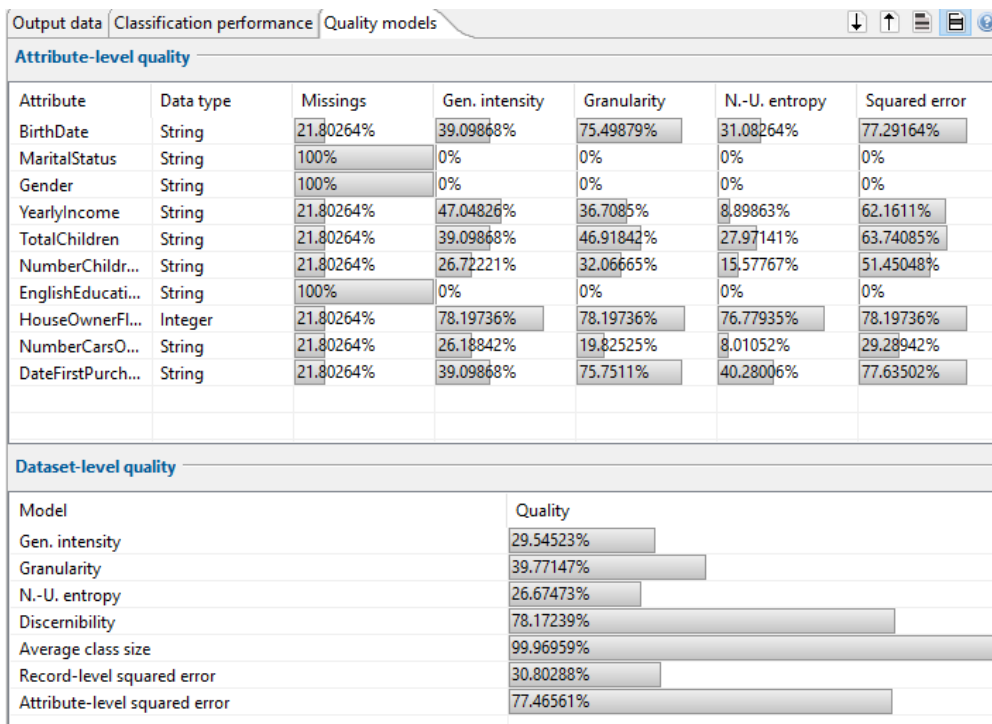 Output data Classification performance Quality models
Attribute-level quality
Attribute Data type Missings Gen. intensity Granularity N.-U. entropy Squared error
BirthDate String 21.80264% 39.09868% 75.49879% 31.08264% 77.29164%
MaritalStatus String 100% 0% 0% 0% 0%
Gender String 100% 0% 0% 0% 0%
YearlyIncome String 21.80264% 47.04826% 36.7085% 8.89863% 62.1611%
TotalChildren String 21.80264% 39.09868% 46.91842% 27.97141% 63.74085%
NumberChildr... String 21.80264% 26.72221% 32.06665% 15.57767% 51.45048%
EnglishEducati... String 100% 0% 0% 0% 0%
HouseOwnerFl... Integer 21.80264% 78.19736% 78.19736% 76.77935% 78.19736%
NumberCarsO... String 21.80264% 26.18842% 19.82525% 8.01052% 29.28942%
DateFirstPurch... String 21.80264% 39.09868% 75.7511% 40.28006% 77.63502%
Dataset-level quality
Model Quality
Gen. intensity 29.54523%
Granularity 39.77147%
N.-U. entropy 26.67473%
Discernibility 78.17239%
Average class size 99.96959%
Record-level squared error 30.80288%
Attribute-level squared error 77.46561%